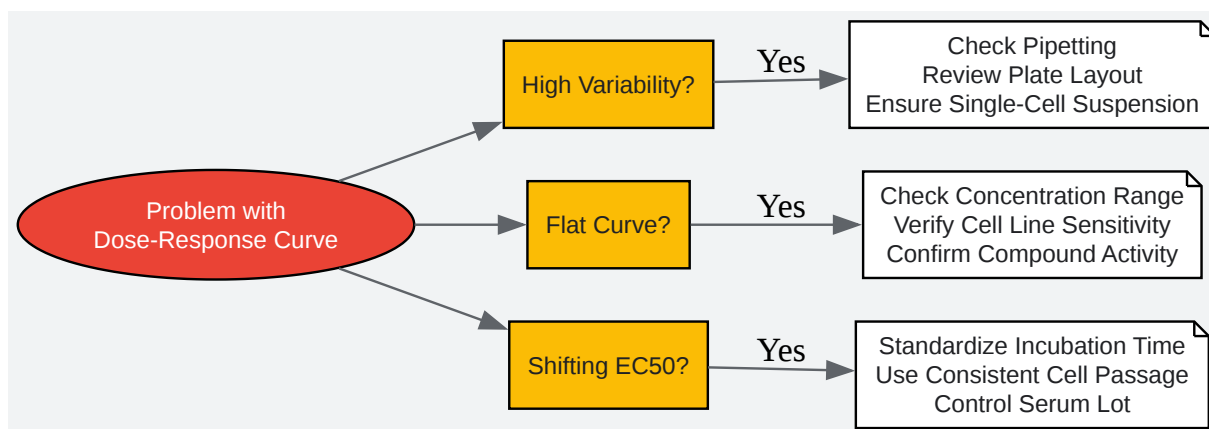 Problem with
Dose-Response Curve
High Variability?
Yes
Check Pipetting
Review Plate Layout
Ensure Single-Cell Suspension
Flat Curve?
Yes
Check Concentration Range
Verify Cell Line Sensitivity
Confirm Compound Activity
Shifting EC50?
Yes
Standardize Incubation Time
Use Consistent Cell Passage
Control Serum Lot